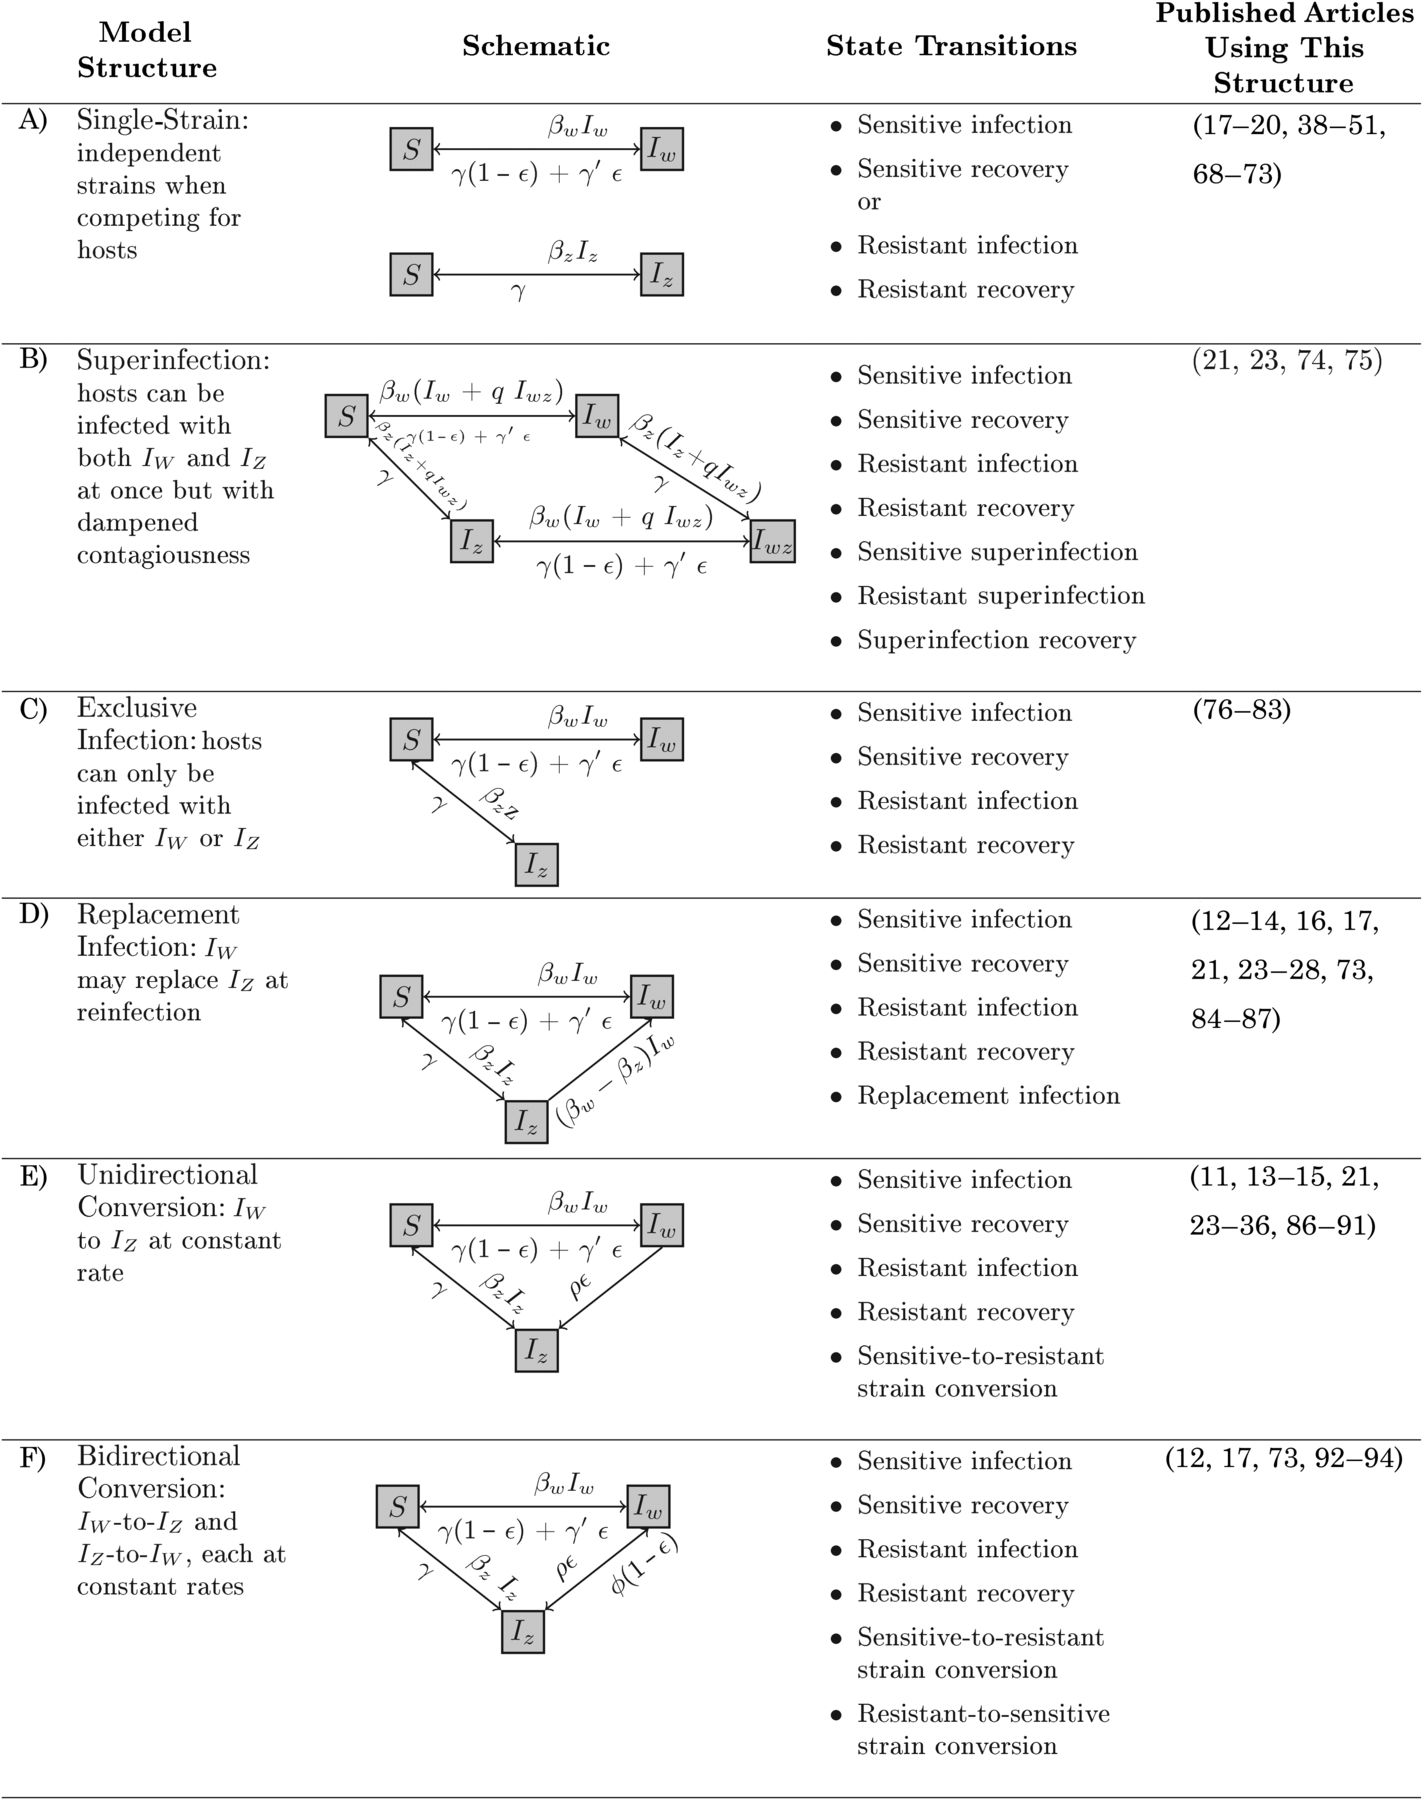 Model
Structure
Schematic
State Transitions
Published Articles
Using This
Structure
A)
Single-Strain:
independent
strains when
competing for
hosts
S
β_w I_w
I_w
γ(1 − ϵ) + γ′ ϵ
S
β_z I_z
I_z
γ
• Sensitive infection
• Sensitive recovery
or
• Resistant infection
• Resistant recovery
(17–20, 38–51,
68–73)
B)
Superinfection:
hosts can be
infected with
both I_W and I_Z
at once but with
dampened
contagiousness
β_w(I_w + q I_wz)
S
I_w
γ(1−ϵ) + γ′ ϵ
β_z(I_z+qI_wz)
γ
β_z(I_z+qI_wz)
γ
β_w(I_w + q I_wz)
I_z
I_wz
γ(1 − ϵ) + γ′ ϵ
• Sensitive infection
• Sensitive recovery
• Resistant infection
• Resistant recovery
• Sensitive superinfection
• Resistant superinfection
• Superinfection recovery
(21, 23, 74, 75)
C)
Exclusive
Infection: hosts
can only be
infected with
either I_W or I_Z
β_w I_w
S
I_w
γ(1 − ϵ) + γ′ ϵ
γ
β_z z
I_z
• Sensitive infection
• Sensitive recovery
• Resistant infection
• Resistant recovery
(76–83)
D)
Replacement
Infection: I_W
may replace I_Z at
reinfection
β_w I_w
S
I_w
γ(1 − ϵ) + γ′ ϵ
γ
β_z I_z
(β_w − β_z)I_w
I_z
• Sensitive infection
• Sensitive recovery
• Resistant infection
• Resistant recovery
• Replacement infection
(12–14, 16, 17,
21, 23–28, 73,
84–87)
E)
Unidirectional
Conversion: I_W
to I_Z at constant
rate
β_w I_w
S
I_w
γ(1 − ϵ) + γ′ ϵ
γ
β_z I_z
ρϵ
I_z
• Sensitive infection
• Sensitive recovery
• Resistant infection
• Resistant recovery
• Sensitive-to-resistant
strain conversion
(11, 13–15, 21,
23–36, 86–91)
F)
Bidirectional
Conversion:
I_W-to-I_Z and
I_Z-to-I_W, each at
constant rates
β_w I_w
S
I_w
γ(1 − ϵ) + γ′ ϵ
γ
β_z I_z
ρϵ
ϕ(1 − ϵ)
I_z
• Sensitive infection
• Sensitive recovery
• Resistant infection
• Resistant recovery
• Sensitive-to-resistant
strain conversion
• Resistant-to-sensitive
strain conversion
(12, 17, 73, 92–94)